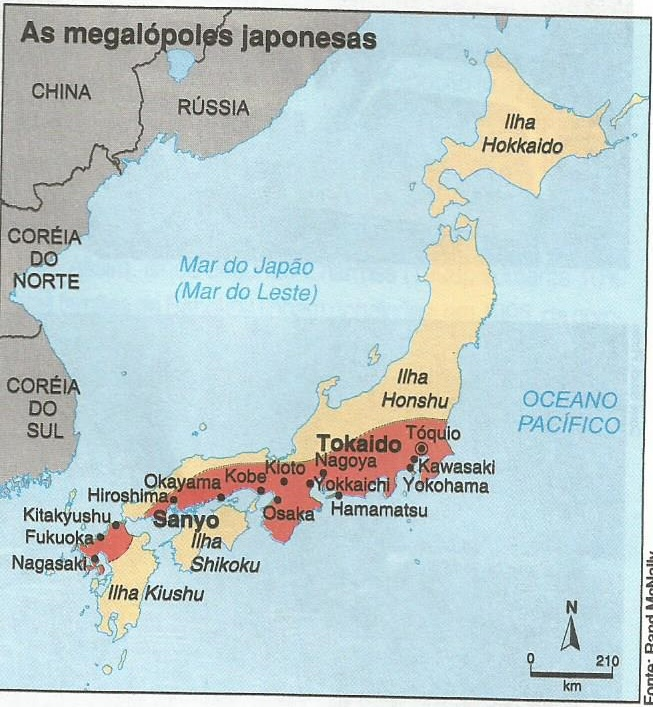 As megalópoles japonesas
CHINA
RÚSSIA
Ilha
Hokkaido
CORÉIA
DO
NORTE
Mar do Japão
(Mar do Leste)
CORÉIA
DO
SUL
Ilha
Honshu
OCEANO
PACÍFICO
Tokaido
Tóquio
Kioto
Nagoya
Kawasaki
Okayama
Kobe
Yokkaichi
Yokohama
Hiroshima
Osaka
Hamamatsu
Kitakyushu
Sanyo
Fukuoka
Ilha
Shikoku
Nagasaki
Ilha Kiushu
N
0 210
km
Fonte: Rand McNally